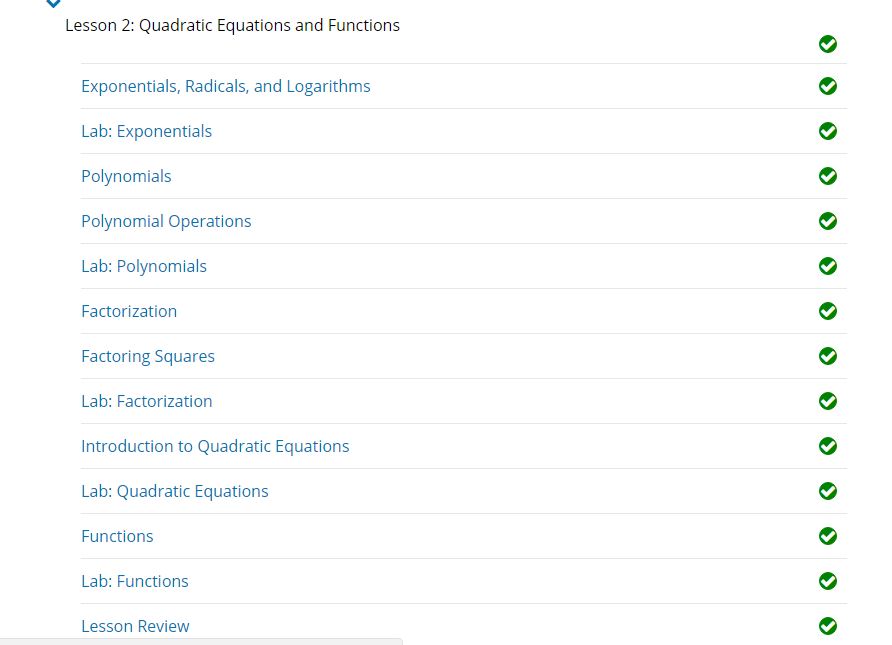 Lesson 2: Quadratic Equations and Functions
Exponentials, Radicals, and Logarithms
Lab: Exponentials
Polynomials
Polynomial Operations
Lab: Polynomials
Factorization
Factoring Squares
Lab: Factorization
Introduction to Quadratic Equations
Lab: Quadratic Equations
Functions
Lab: Functions
Lesson Review